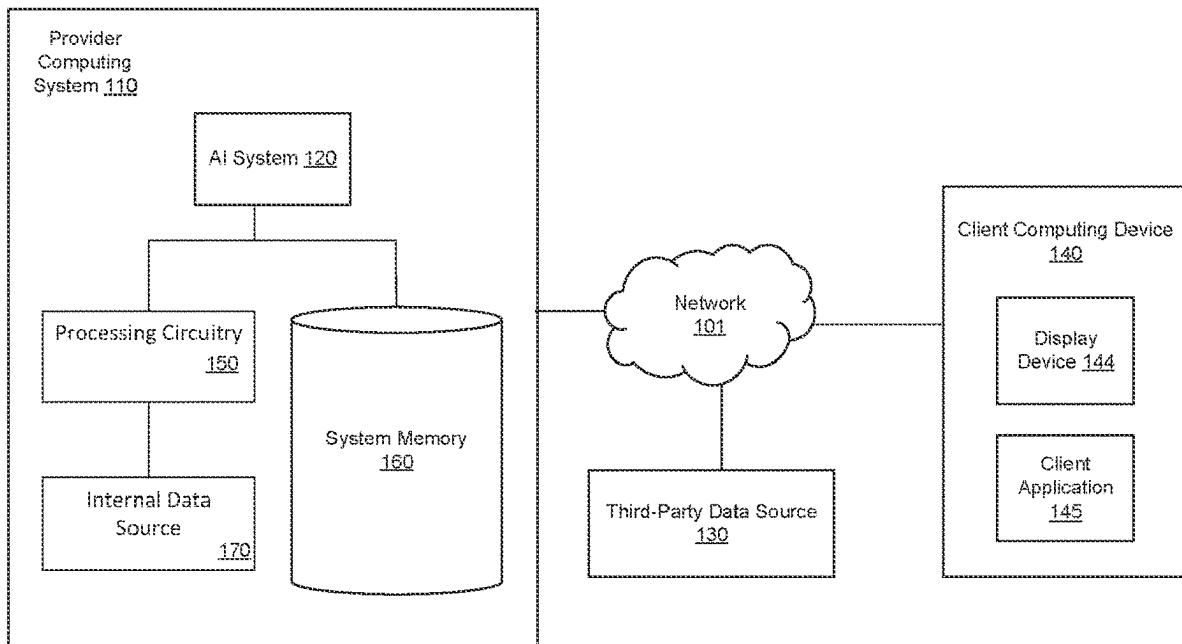 Provider
Computing
System 110
AI System 120
Processing Circuitry
150
Internal Data
Source
170
System Memory
160
Network
101
Third-Party Data Source
130
Client Computing Device
140
Display
Device 144
Client
Application
145